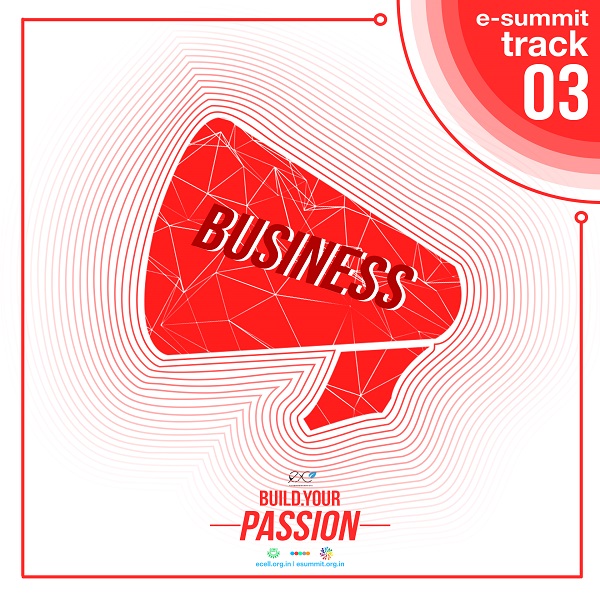 e-summit
track
03
BUSINESS
BUILD.YOUR
PASSION
ecell.org.in | esummit.org.in